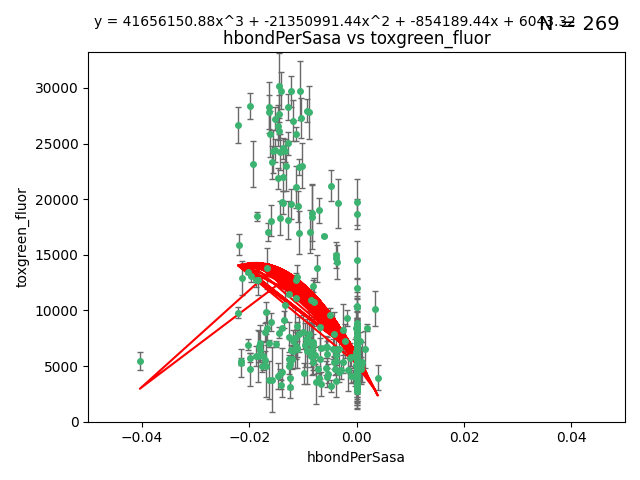 y = 41656150.88x^3 + -21350991.44x^2 + -854189.44x + 6043.32
N = 269
hbondPerSasa vs toxgreen_fluor
30000
25000
20000
15000
10000
5000
0
toxgreen_fluor
−0.04
−0.02
0.00
0.02
0.04
hbondPerSasa